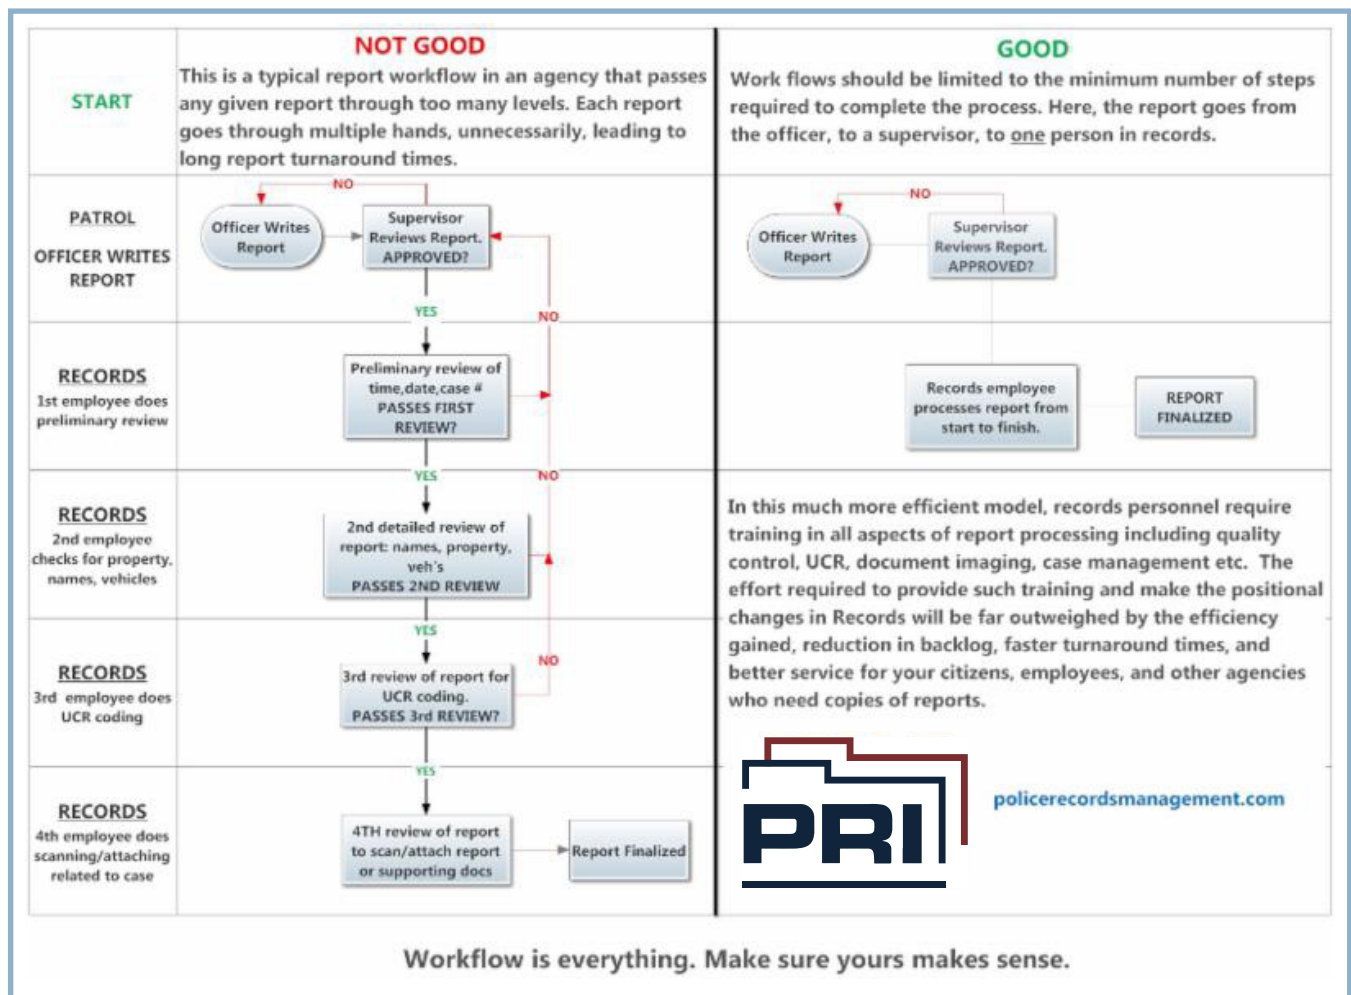 START
NOT GOOD
This is a typical report workflow in an agency that passes
any given report through too many levels. Each report
goes through multiple hands, unnecessarily, leading to
long report turnaround times.
GOOD
Work flows should be limited to the minimum number of steps
required to complete the process. Here, the report goes from
the officer, to a supervisor, to one person in records.
PATROL
OFFICER WRITES
REPORT
NO
Officer Writes
Report
Supervisor
Reviews Report.
APPROVED?
YES
NO
NO
Officer Writes
Report
Supervisor
Reviews Report.
APPROVED?
RECORDS
1st employee does
preliminary review
Preliminary review of
time,date,case #
PASSES FIRST
REVIEW?
YES
NO
Records employee
processes report from
start to finish.
REPORT
FINALIZED
RECORDS
2nd employee
checks for property,
names, vehicles
2nd detailed review of
report: names, property,
veh's
PASSES 2ND REVIEW
YES
NO
In this much more efficient model, records personnel require
training in all aspects of report processing including quality
control, UCR, document imaging, case management etc. The
effort required to provide such training and make the positional
changes in Records will be far outweighed by the efficiency
gained, reduction in backlog, faster turnaround times, and
better service for your citizens, employees, and other agencies
who need copies of reports.
RECORDS
3rd employee does
UCR coding
3rd review of report for
UCR coding.
PASSES 3rd REVIEW?
YES
RECORDS
4th employee does
scanning/attaching
related to case
4TH review of report
to scan/attach report
or supporting docs
Report Finalized
PRI
policerecordsmanagement.com
Workflow is everything. Make sure yours makes sense.